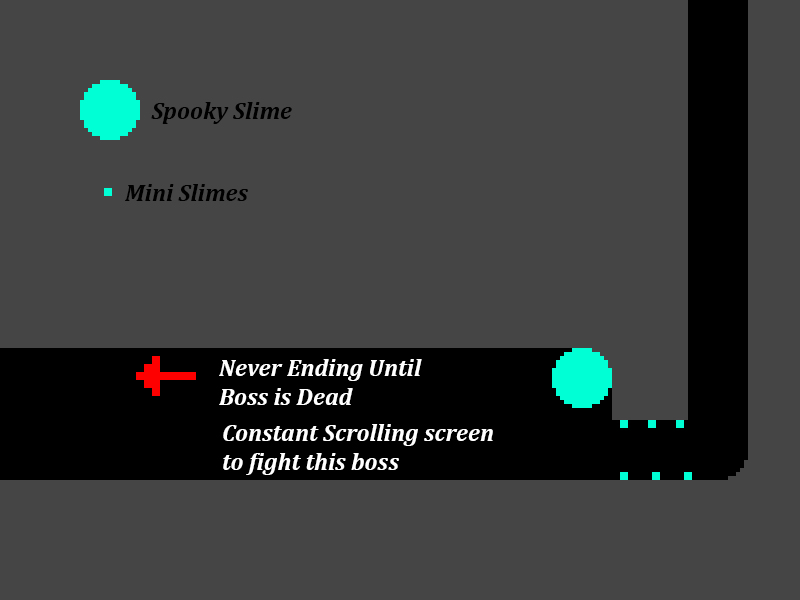 Spooky Slime
Mini Slimes
Never Ending Until
Boss is Dead
Constant Scrolling screen
to fight this boss